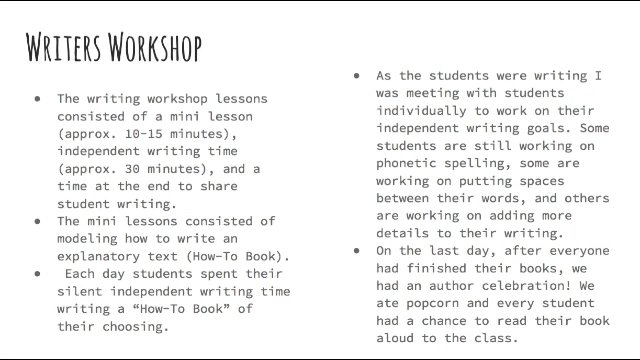 Writers Workshop
● The writing workshop lessons
consisted of a mini lesson
(approx. 10-15 minutes),
independent writing time
(approx. 30 minutes), and a
time at the end to share
student writing.
● The mini lessons consisted of
modeling how to write an
explanatory text (How-To Book).
● Each day students spent their
silent independent writing time
writing a “How-To Book” of
their choosing.
● As the students were writing I
was meeting with students
individually to work on their
independent writing goals. Some
students are still working on
phonetic spelling, some are
working on putting spaces
between their words, and others
are working on adding more
details to their writing.
● On the last day, after everyone
had finished their books, we
had an author celebration! We
ate popcorn and every student
had a chance to read their book
aloud to the class.